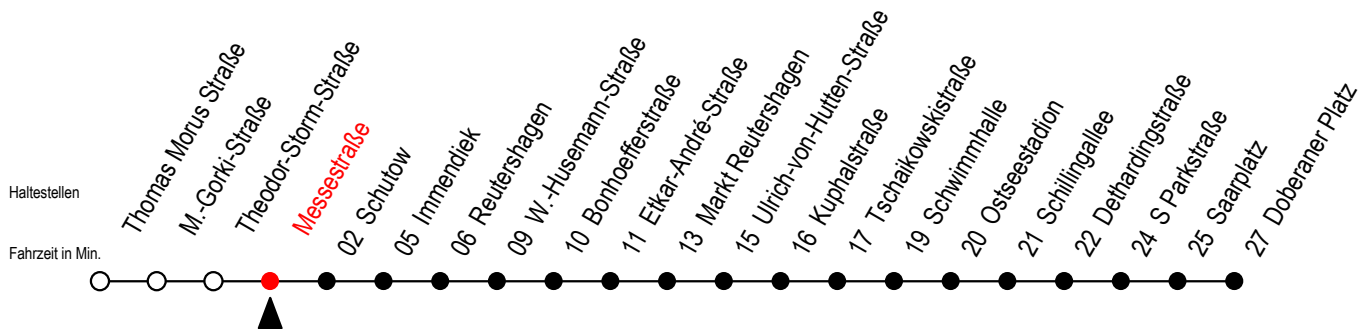 Haltestellen
Fahrzeit in Min.
Thomas Morus Straße
M.-Gorki-Straße
Theodor-Storm-Straße
Messestraße
02 Schutow
05 Immendiek
06 Reutershagen
09 W.-Husemann-Straße
10 Bonhoefferstraße
11 Etkar-André-Straße
13 Markt Reutershagen
15 Ulrich-von-Hutten-Straße
16 Kuphalstraße
17 Tschaikowskistraße
19 Schwimmhalle
20 Ostseestadion
21 Schillingallee
22 Dethardingstraße
24 S Parkstraße
25 Saarplatz
27 Doberaner Platz